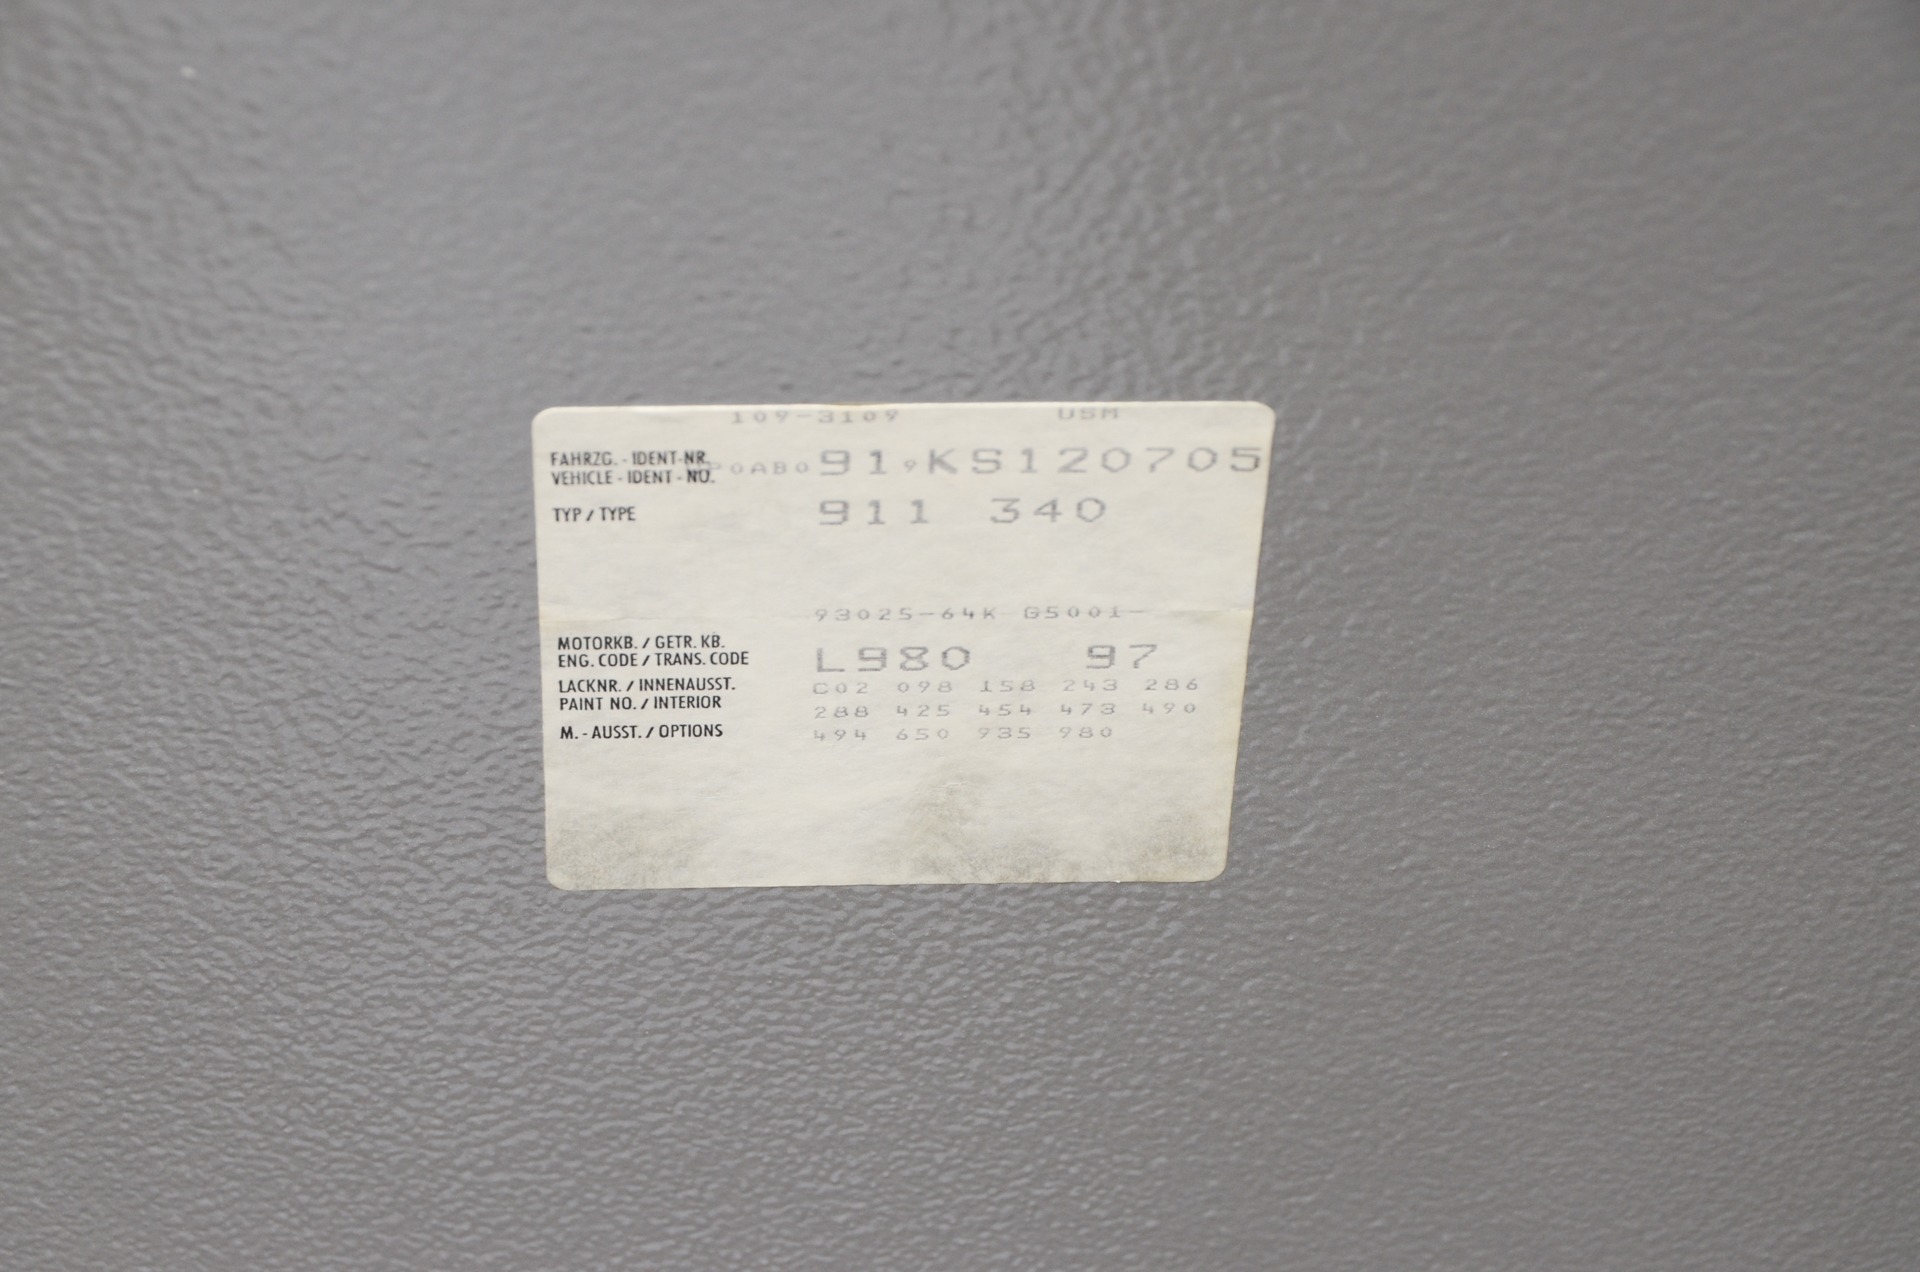 109-3109 USM
FAHRZG. - IDENT-NR. P0AB0919KS120705
VEHICLE - IDENT - NO.
TYP / TYPE 911 340
93025-64K G5001-
MOTORKB. / GETR. KB.
ENG. CODE / TRANS. CODE L980 97
LACKNR. / INNENAUSST. C02 098 158 243 286
PAINT NO. / INTERIOR 288 425 454 473 490
M. - AUSST. / OPTIONS 494 650 935 980